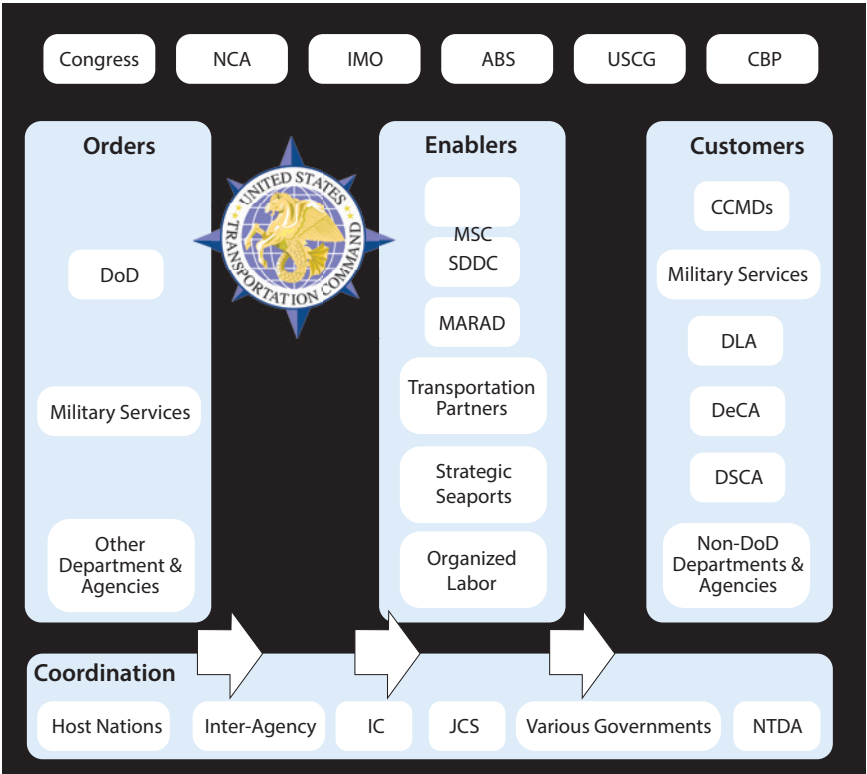 Congress
NCA
IMO
ABS
USCG
CBP
Orders
DoD
Military Services
Other
Department &
Agencies
UNITED STATES
TRANSPORTATION COMMAND
Enablers
MSC
SDDC
MARAD
Transportation
Partners
Strategic
Seaports
Organized
Labor
Customers
CCMDs
Military Services
DLA
DeCA
DSCA
Non-DoD
Departments &
Agencies
Coordination
Host Nations
Inter-Agency
IC
JCS
Various Governments
NTDA